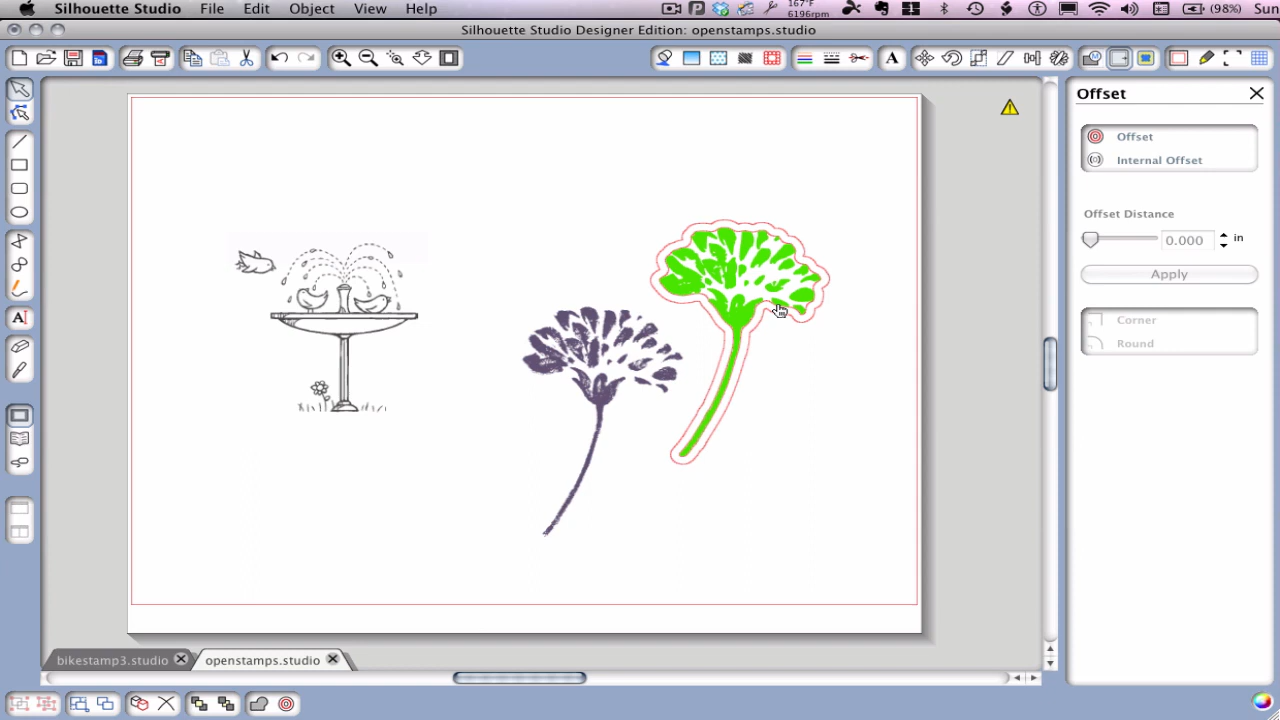 Silhouette Studio File Edit Object View Help 167°F 6196rpm 1 (98%) Sun
Silhouette Studio Designer Edition: openstamps.studio
A
Offset
Offset
Internal Offset
Offset Distance
0.000 in
Apply
A
Corner
Round
bikestamp3.studio openstamps.studio